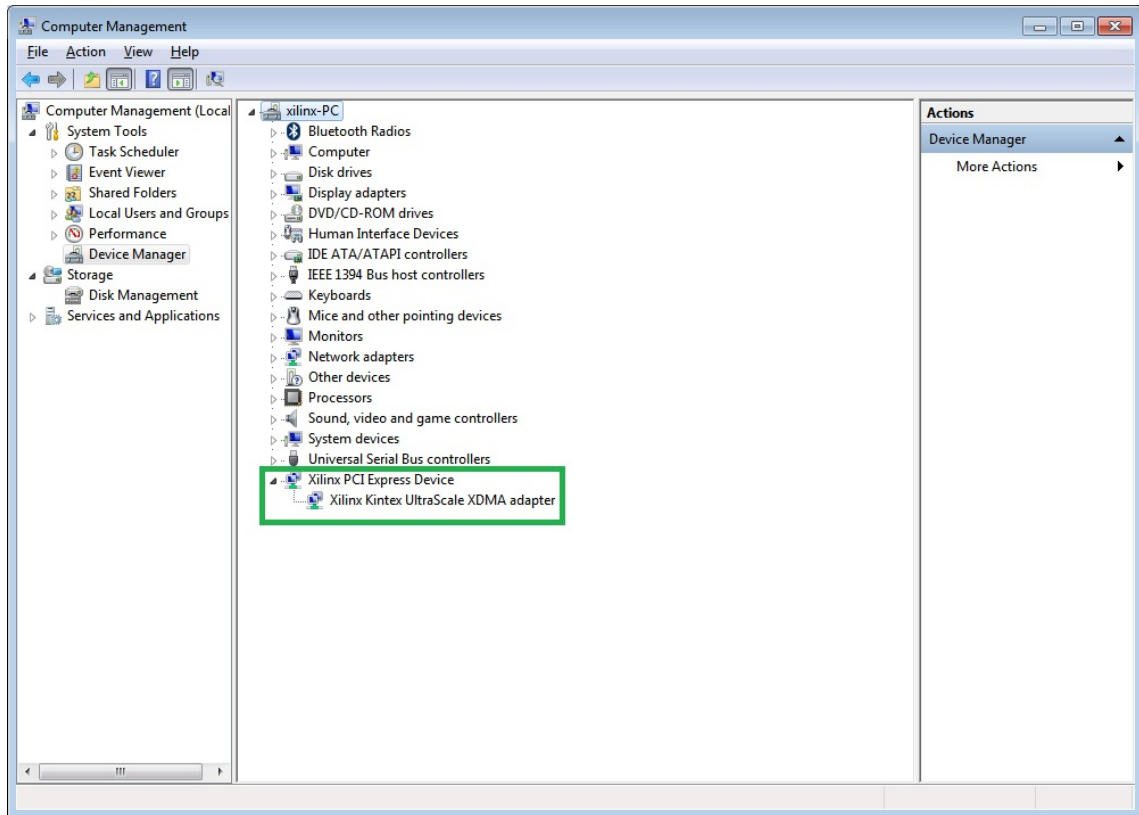 Computer Management
File Action View Help
Computer Management (Local
System Tools
Task Scheduler
Event Viewer
Shared Folders
Local Users and Groups
Performance
Device Manager
Storage
Disk Management
Services and Applications
xilinx-PC
Bluetooth Radios
Computer
Disk drives
Display adapters
DVD/CD-ROM drives
Human Interface Devices
IDE ATA/ATAPI controllers
IEEE 1394 Bus host controllers
Keyboards
Mice and other pointing devices
Monitors
Network adapters
Other devices
Processors
Sound, video and game controllers
System devices
Universal Serial Bus controllers
Xilinx PCI Express Device
Xilinx Kintex UltraScale XDMA adapter
Actions
Device Manager
More Actions